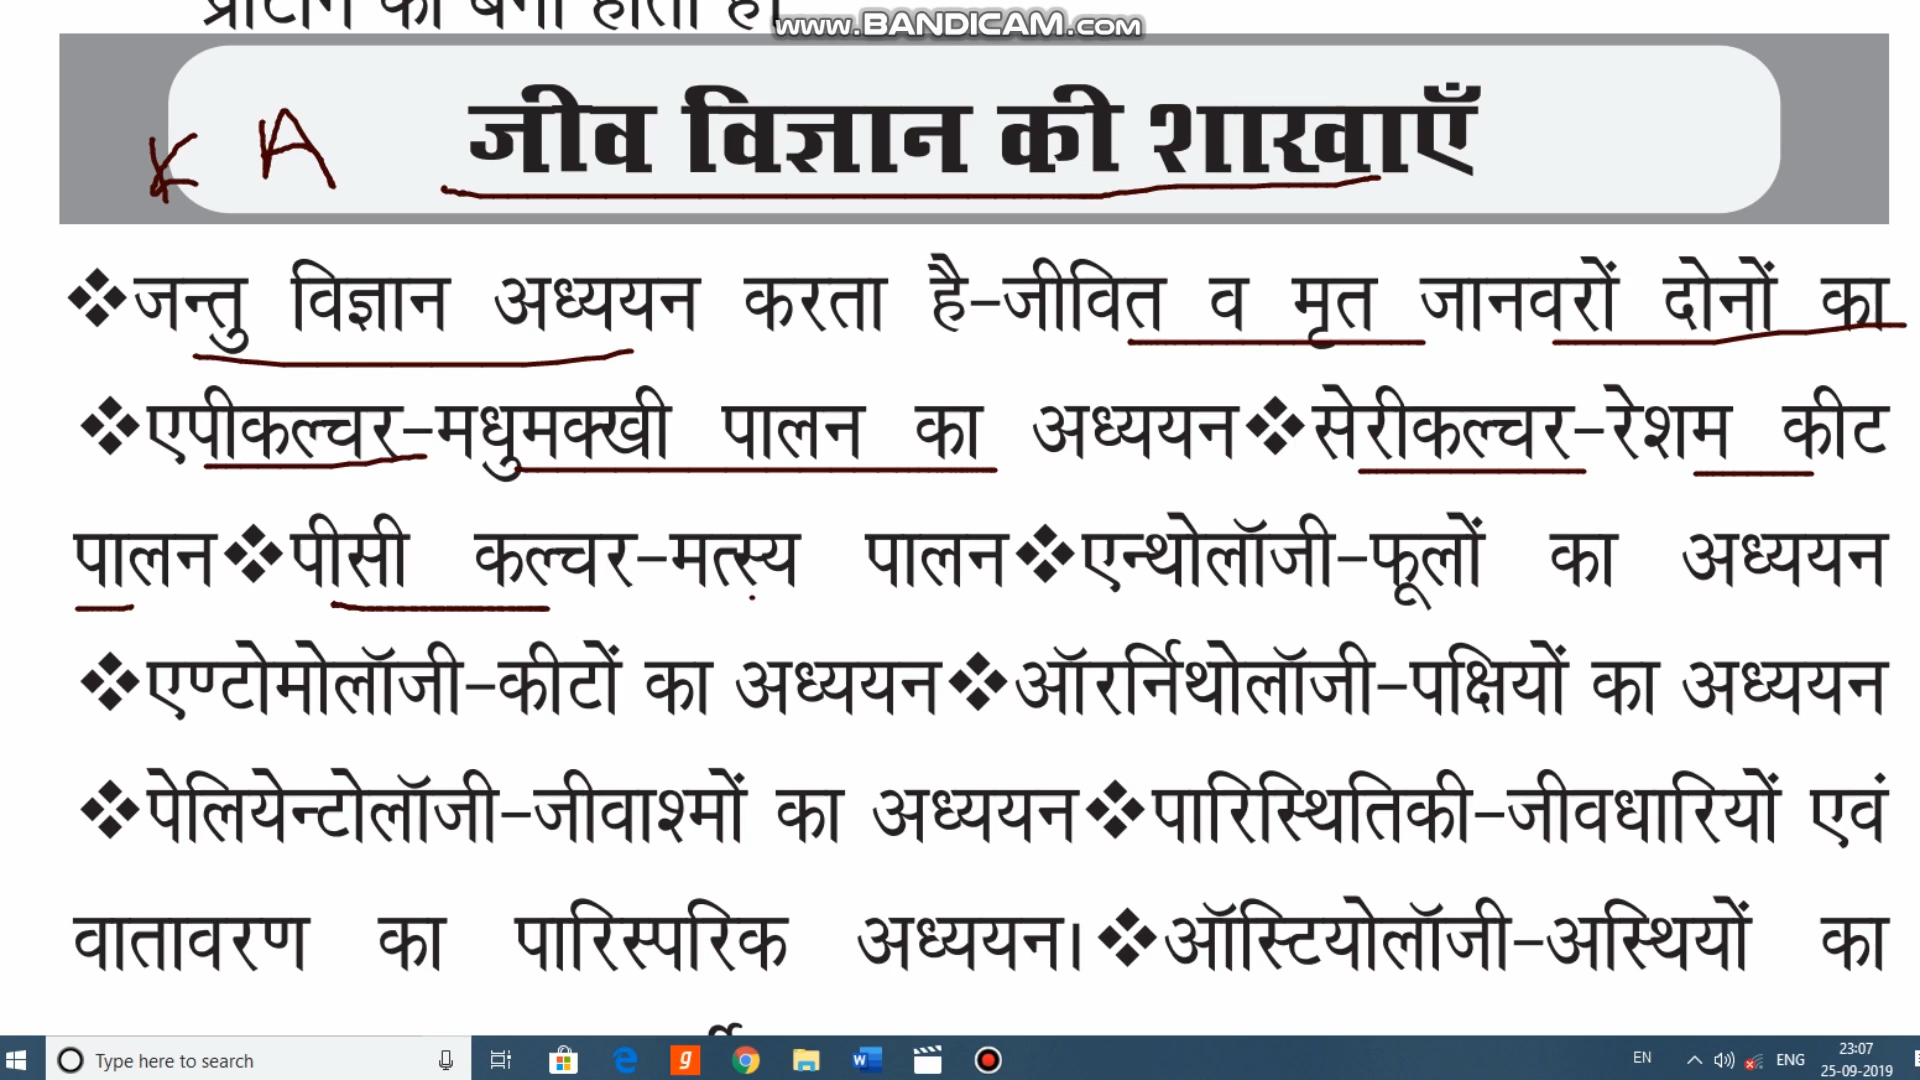 प्रोटीन का बना होता है।
www.BANDICAM.com
K A जीव विज्ञान की शाखाएँ
❖जन्तु विज्ञान अध्ययन करता है-जीवित व मृत जानवरों दोनों का
❖एपीकल्चर-मधुमक्खी पालन का अध्ययन❖सेरीकल्चर-रेशम कीट
पालन❖पीसी कल्चर-मत्स्य पालन❖एन्थोलॉजी-फूलों का अध्ययन
❖एण्टोमोलॉजी-कीटों का अध्ययन❖ऑरर्निथोलॉजी-पक्षियों का अध्ययन
❖पेलियेन्टोलॉजी-जीवाश्मों का अध्ययन❖पारिस्थितिकी-जीवधारियों एवं
वातावरण का पारिस्परिक अध्ययन।❖ऑस्टियोलॉजी-अस्थियों का
Type here to search
EN
ENG
23:07
25-09-2019